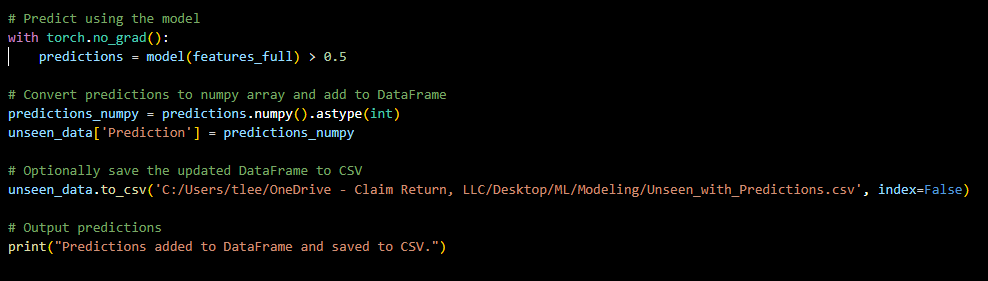 # Predict using the model
with torch.no_grad():
    predictions = model(features_full) > 0.5
# Convert predictions to numpy array and add to DataFrame
predictions_numpy = predictions.numpy().astype(int)
unseen_data['Prediction'] = predictions_numpy
# Optionally save the updated DataFrame to CSV
unseen_data.to_csv('C:/Users/tlee/OneDrive - Claim Return, LLC/Desktop/ML/Modeling/Unseen_with_Predictions.csv', index=False)
# Output predictions
print("Predictions added to DataFrame and saved to CSV.")